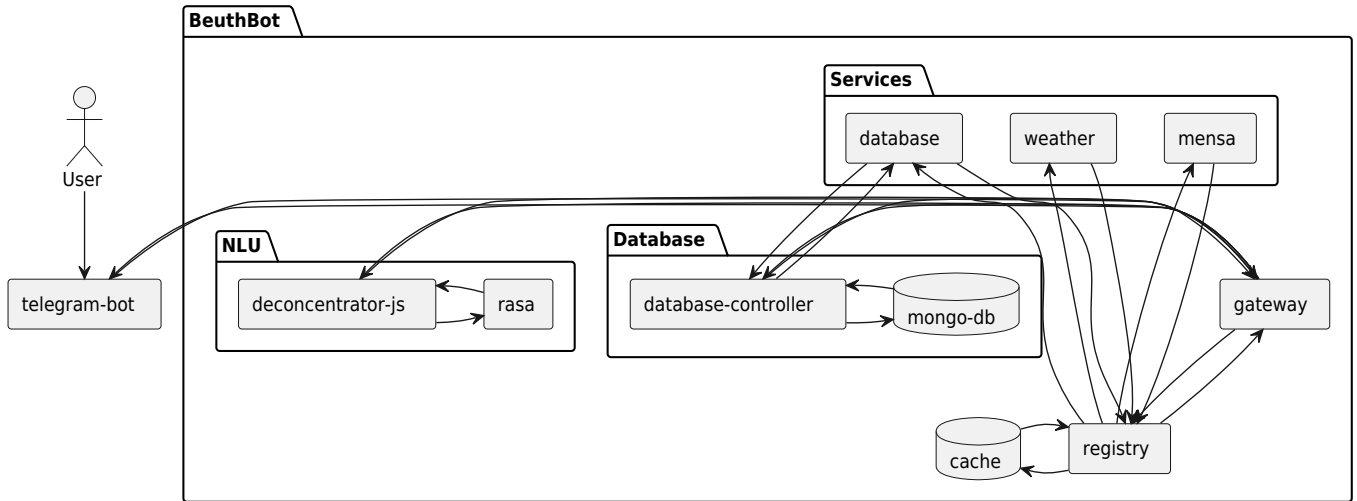 BeuthBot
Services
database
weather
mensa
User
NLU
Database
telegram-bot
deconcentrator-js
rasa
database-controller
mongo-db
gateway
cache
registry